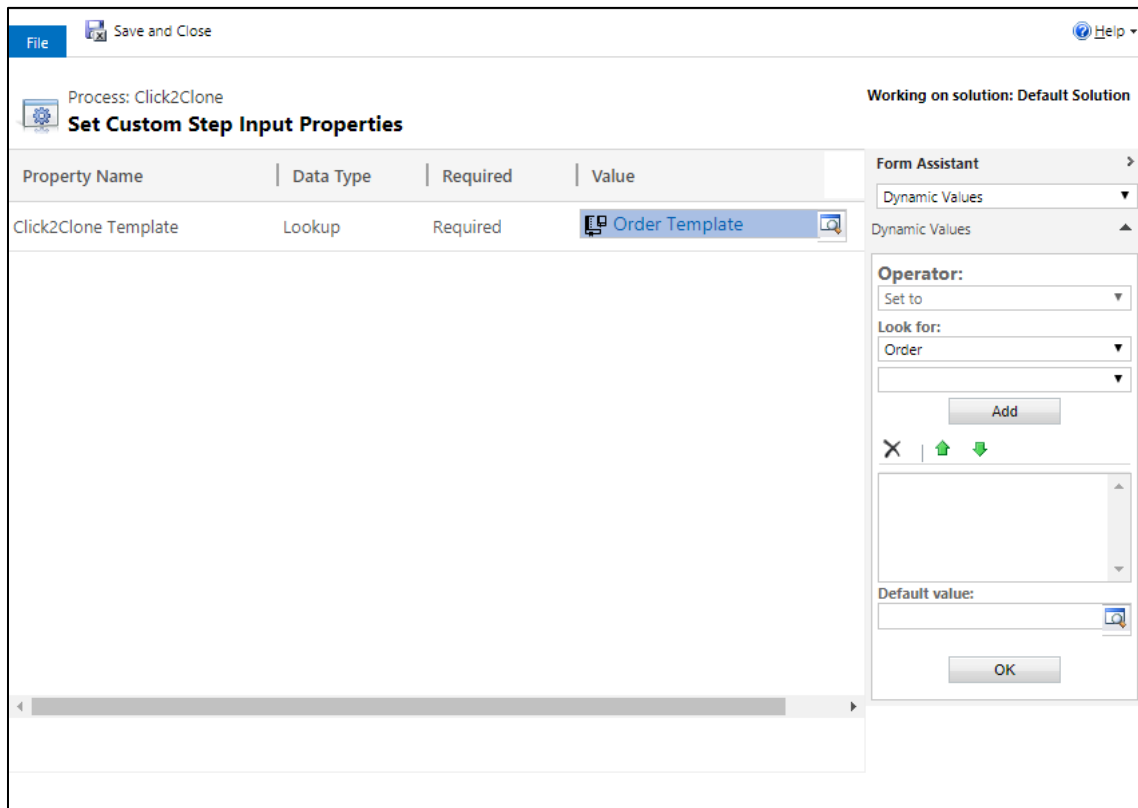 File
Save and Close
Help
Process: Click2Clone
Set Custom Step Input Properties
Working on solution: Default Solution
Property Name Data Type Required Value
Click2Clone Template Lookup Required Order Template
Form Assistant
Dynamic Values
Dynamic Values
Operator:
Set to
Look for:
Order
Add
Default value:
OK